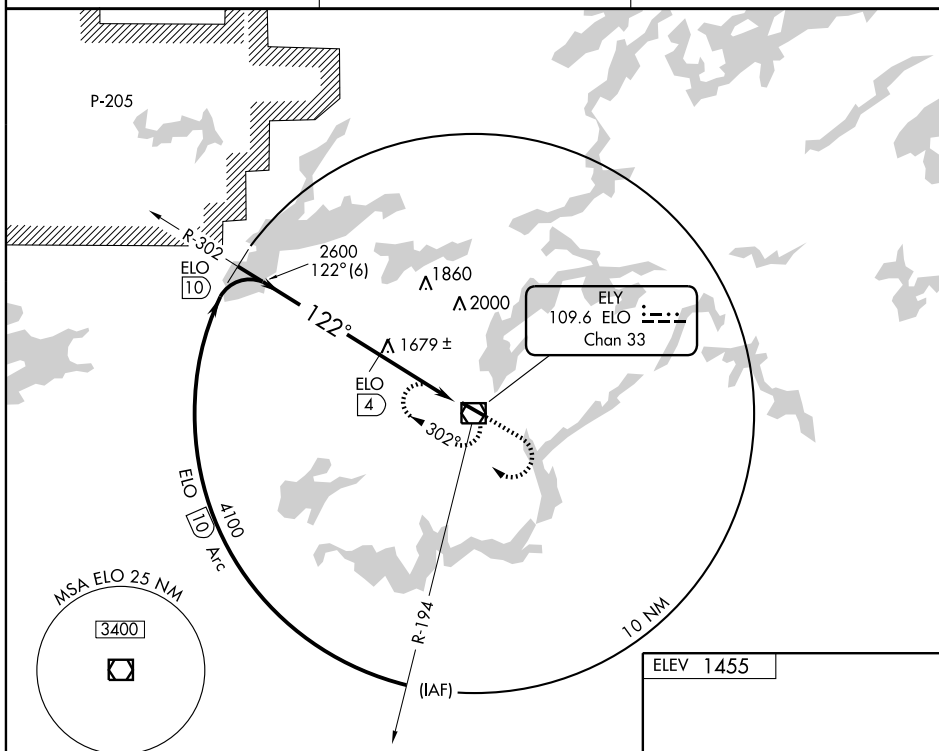 P-205
R-302
ELO
10
2600
122° (6)
1860
2000
ELY
109.6 ELO
Chan 33
122°
1679 ±
ELO
4
302°
ELO 10 Arc
4100
MSA ELO 25 NM
3400
R-194
10 NM
(IAF)
ELEV 1455